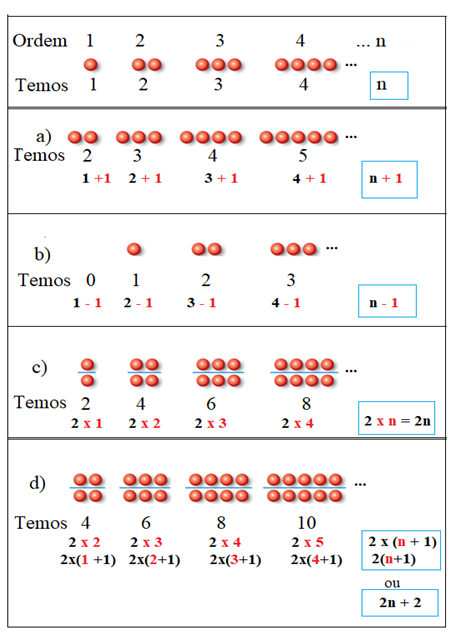 Ordem 1 2 3 4 ... n
...
Temos 1 2 3 4 n
a) ...
Temos 2 3 4 5
1 +1 2 + 1 3 + 1 4 + 1 n + 1
b) ...
Temos 0 1 2 3
1 - 1 2 - 1 3 - 1 4 - 1 n - 1
c) ...
Temos 2 4 6 8
2 x 1 2 x 2 2 x 3 2 x 4 2 x n = 2n
d) ...
Temos 4 6 8 10
2 x 2 2 x 3 2 x 4 2 x 5 2 x (n + 1)
2x(1 +1) 2x(2+1) 2x(3+1) 2x(4+1) 2(n+1)
ou
2n + 2